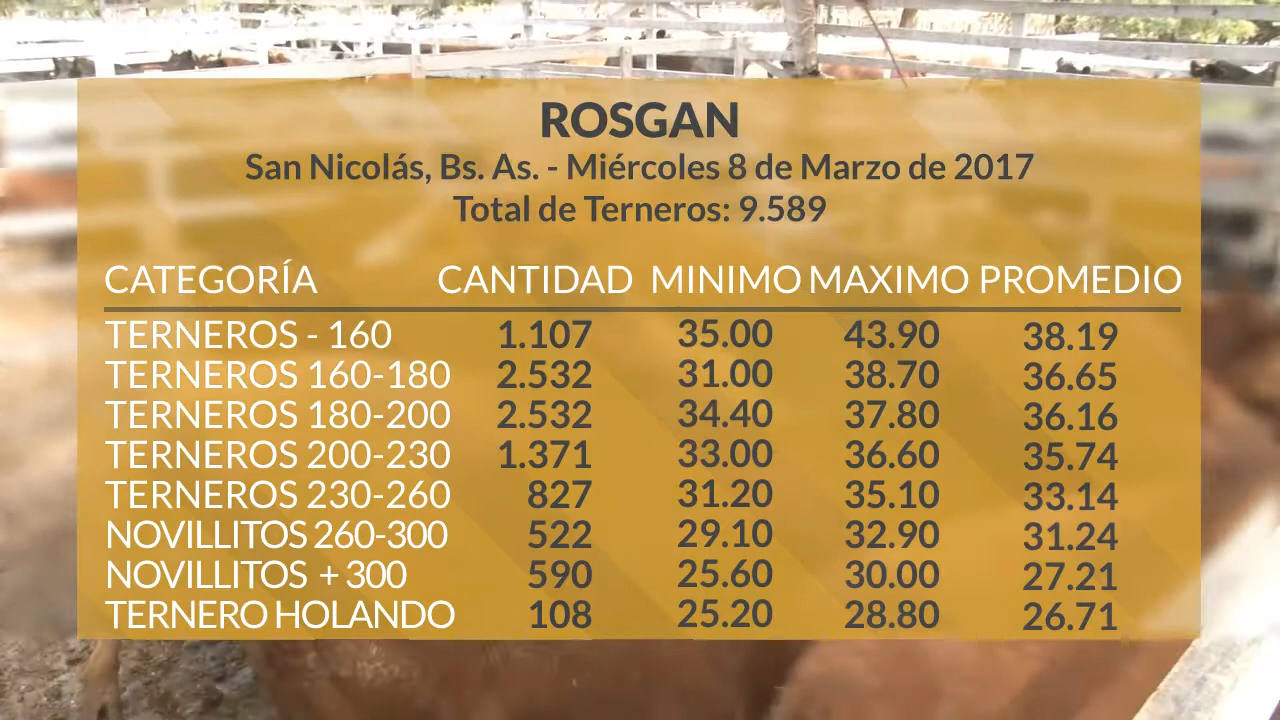 ROSGAN
San Nicolás, Bs. As. - Miércoles 8 de Marzo de 2017
Total de Terneros: 9.589
CATEGORÍA CANTIDAD MINIMO MAXIMO PROMEDIO
TERNEROS - 160 1.107 35.00 43.90 38.19
TERNEROS 160-180 2.532 31.00 38.70 36.65
TERNEROS 180-200 2.532 34.40 37.80 36.16
TERNEROS 200-230 1.371 33.00 36.60 35.74
TERNEROS 230-260 827 31.20 35.10 33.14
NOVILLITOS 260-300 522 29.10 32.90 31.24
NOVILLITOS + 300 590 25.60 30.00 27.21
TERNERO HOLANDO 108 25.20 28.80 26.71